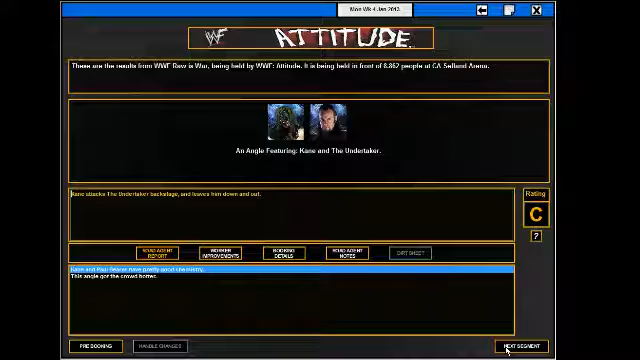 Mon Wk 4 Jan 2013
WF ATTITUDE.
These are the results from WWF Raw is War, being held by WWF: Attitude. It is being held in front of 8,862 people at CA Selland Arena.
An Angle Featuring: Kane and The Undertaker.
Kane attacks The Undertaker backstage, and leaves him down and out.
Rating
C
?
ROAD AGENT REPORT
WORKER IMPROVEMENTS
BOOKING DETAILS
ROAD AGENT NOTES
DIRT SHEET
Kane and Paul Bearer have pretty good chemistry.
This angle got the crowd hotter.
PRE BOOKING
HANDLE CHANGES
NEXT SEGMENT